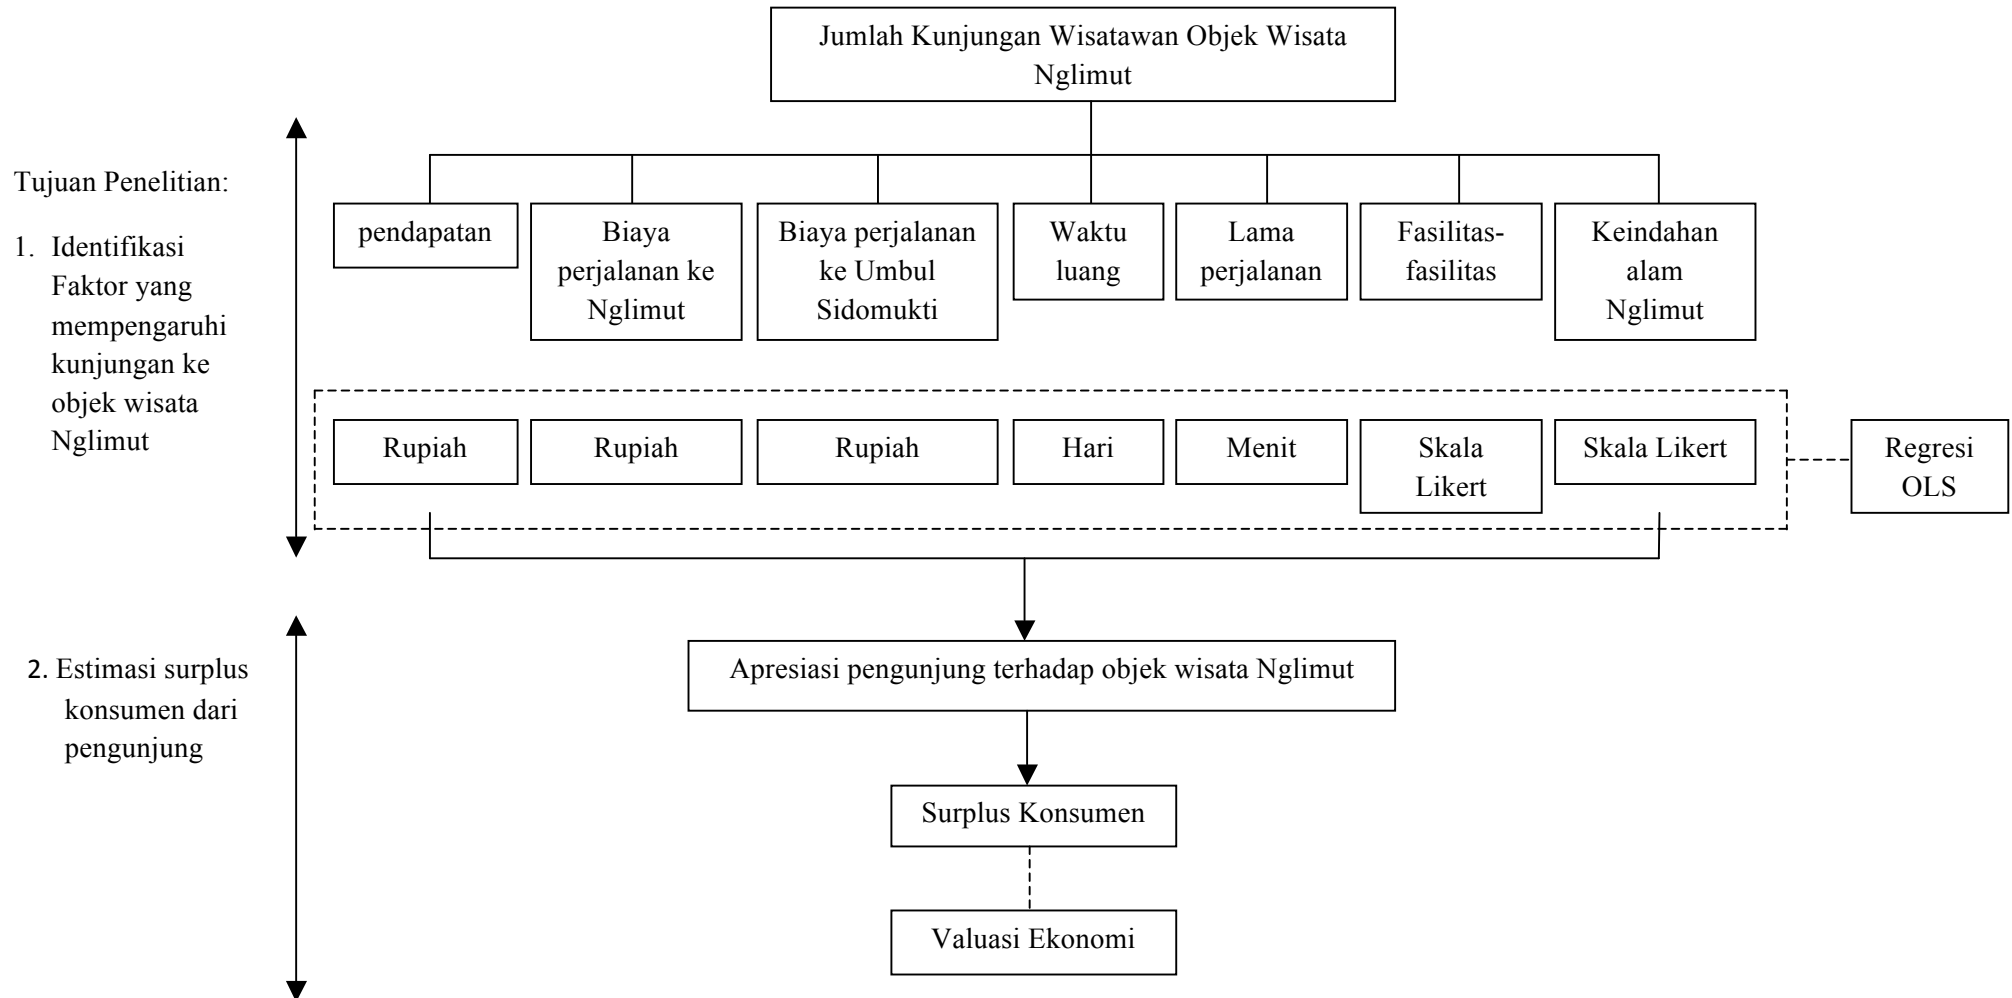 Jumlah Kunjungan Wisatawan Objek Wisata
Nglimut
Tujuan Penelitian:
1. Identifikasi
Faktor yang
mempengaruhi
kunjungan ke
objek wisata
Nglimut
pendapatan
Biaya
perjalanan ke
Nglimut
Biaya perjalanan
ke Umbul
Sidomukti
Waktu
luang
Lama
perjalanan
Fasilitas-
fasilitas
Keindahan
alam
Nglimut
Rupiah
Rupiah
Rupiah
Hari
Menit
Skala
Likert
Skala Likert
Regresi
OLS
2. Estimasi surplus
konsumen dari
pengunjung
Apresiasi pengunjung terhadap objek wisata Nglimut
Surplus Konsumen
Valuasi Ekonomi